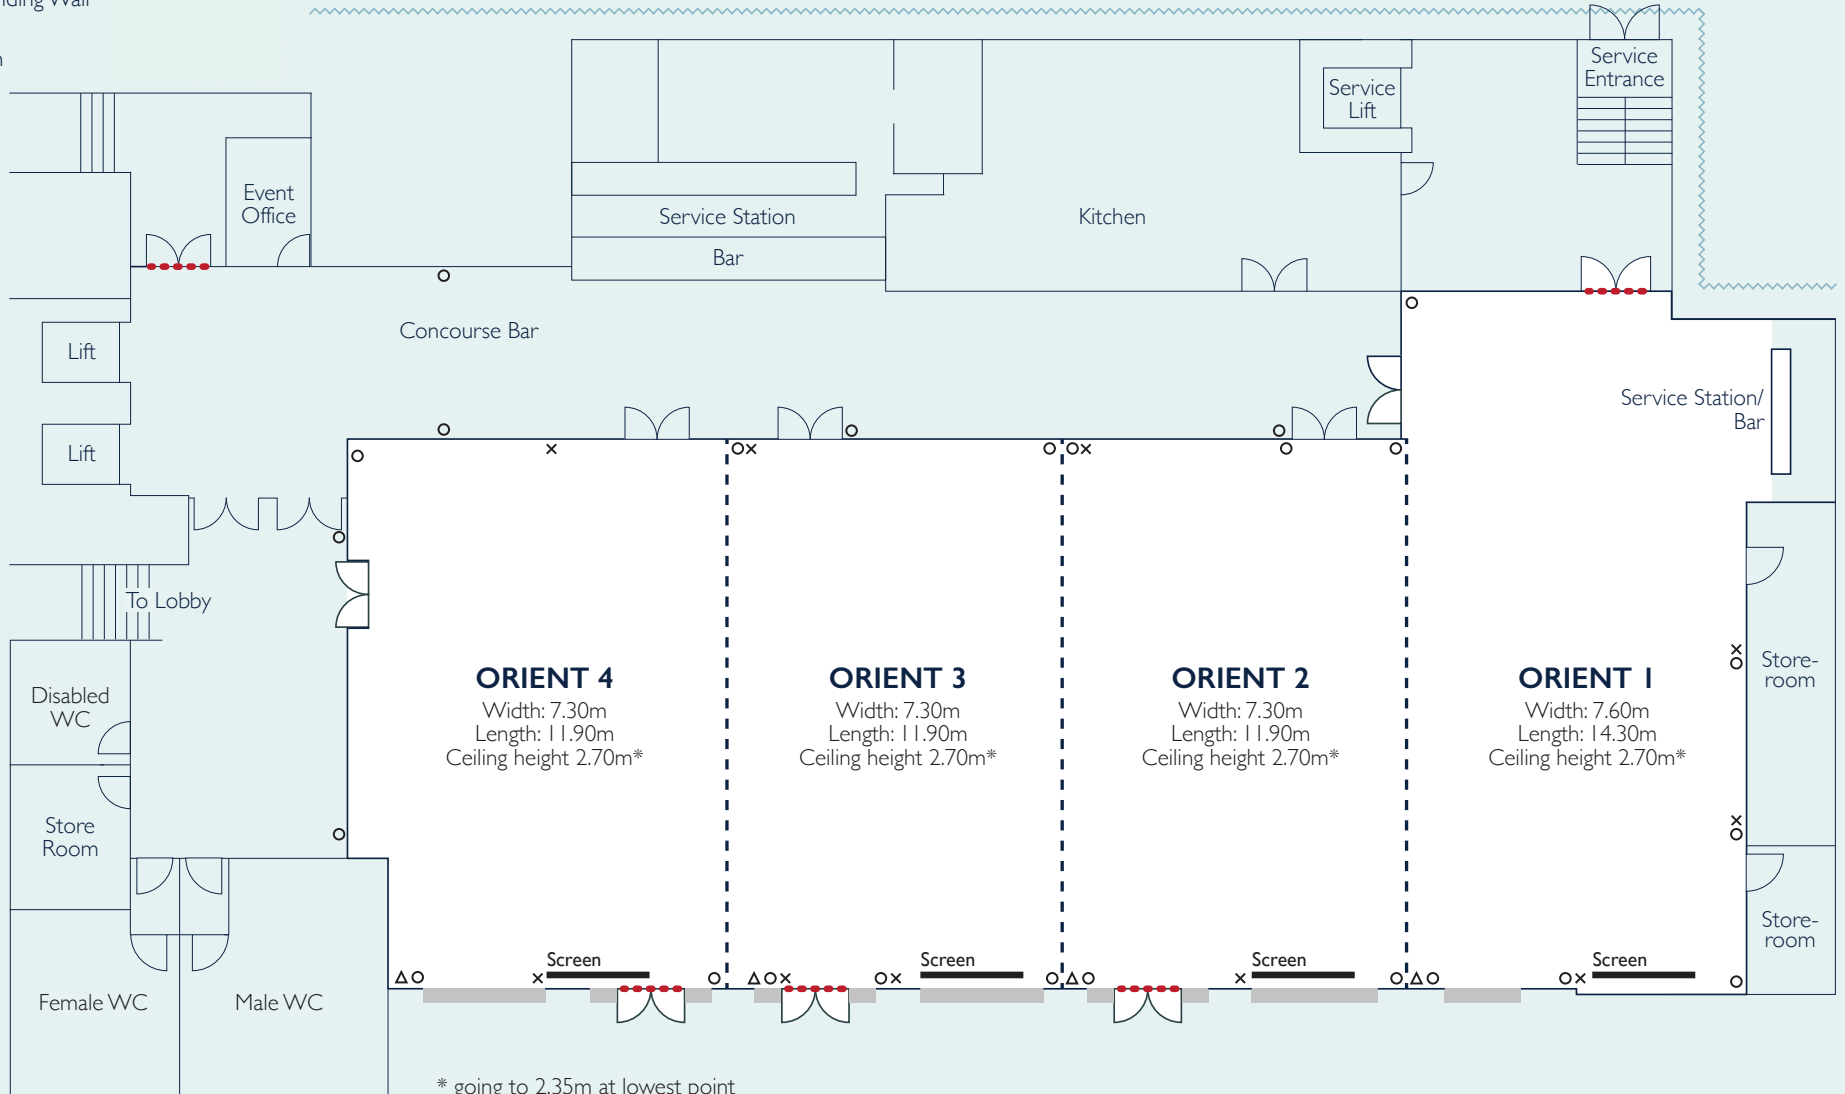 Service
Entrance
Service
Lift
Event
Office
Service Station
Kitchen
Bar
Concourse Bar
Lift
Service Station/
Bar
Lift
To Lobby
ORIENT 4
Width: 7.30m
Length: 11.90m
Ceiling height 2.70m*
ORIENT 3
Width: 7.30m
Length: 11.90m
Ceiling height 2.70m*
ORIENT 2
Width: 7.30m
Length: 11.90m
Ceiling height 2.70m*
ORIENT 1
Width: 7.60m
Length: 14.30m
Ceiling height 2.70m*
Store-
room
Disabled
WC
Store
Room
Store-
room
Screen
Screen
Screen
Screen
Female WC
Male WC
* going to 2.35m at lowest point